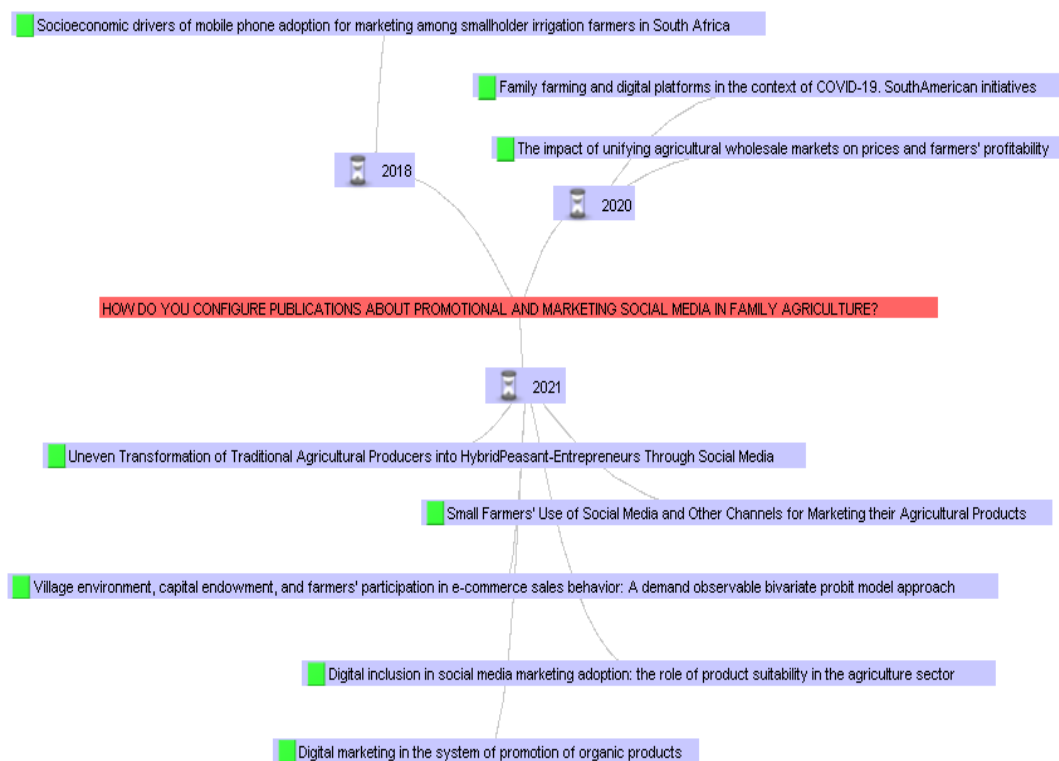 Socioeconomic drivers of mobile phone adoption for marketing among smallholder irrigation farmers in South Africa
Family farming and digital platforms in the context of COVID-19. SouthAmerican initiatives
The impact of unifying agricultural wholesale markets on prices and farmers' profitability
2018
2020
HOW DO YOU CONFIGURE PUBLICATIONS ABOUT PROMOTIONAL AND MARKETING SOCIAL MEDIA IN FAMILY AGRICULTURE?
2021
Uneven Transformation of Traditional Agricultural Producers into HybridPeasant-Entrepreneurs Through Social Media
Small Farmers' Use of Social Media and Other Channels for Marketing their Agricultural Products
Village environment, capital endowment, and farmers' participation in e-commerce sales behavior: A demand observable bivariate probit model approach
Digital inclusion in social media marketing adoption: the role of product suitability in the agriculture sector
Digital marketing in the system of promotion of organic products